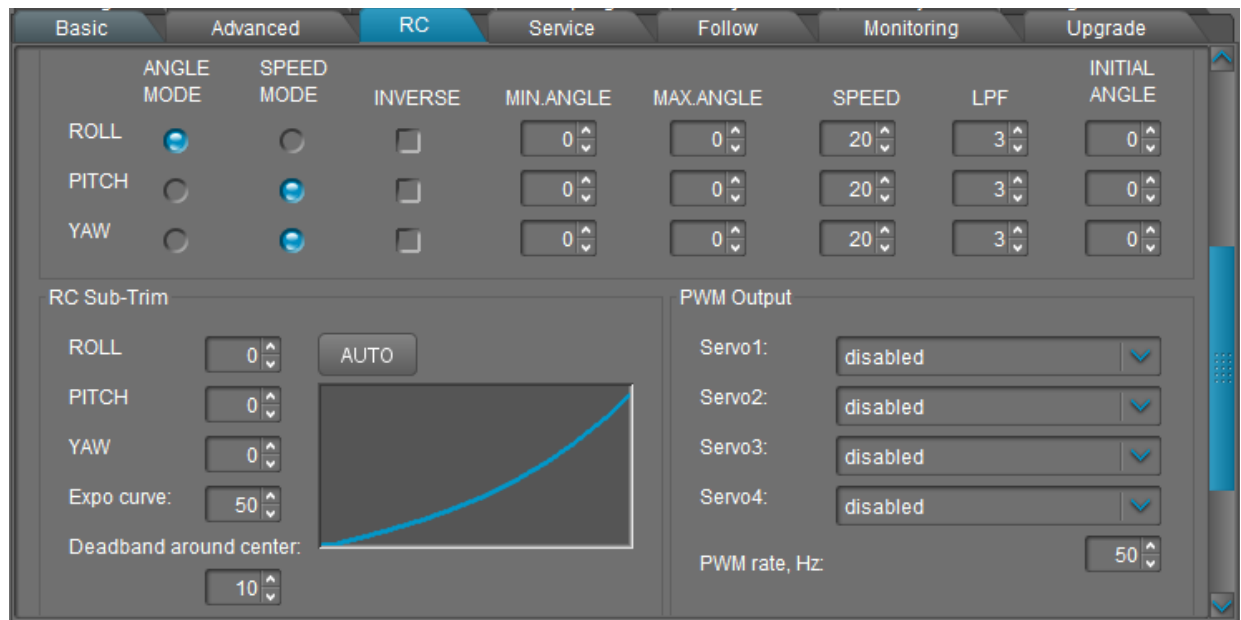 Basic Advanced RC Service Follow Monitoring Upgrade
ANGLE MODE SPEED MODE INVERSE MIN.ANGLE MAX.ANGLE SPEED LPF INITIAL ANGLE
ROLL 0 0 20 3 0
PITCH 0 0 20 3 0
YAW 0 0 20 3 0
RC Sub-Trim
ROLL 0 AUTO
PITCH 0
YAW 0
Expo curve: 50
Deadband around center:
10
PWM Output
Servo1: disabled
Servo2: disabled
Servo3: disabled
Servo4: disabled
PWM rate, Hz: 50